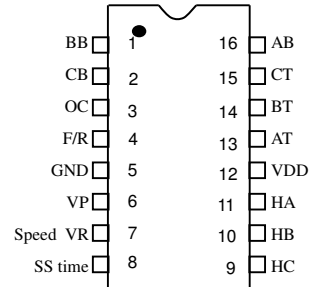 BB 1 16 AB
CB 2 15 CT
OC 3 14 BT
F/R 4 13 AT
GND 5 12 VDD
VP 6 11 HA
Speed VR 7 10 HB
SS time 8 9 HC